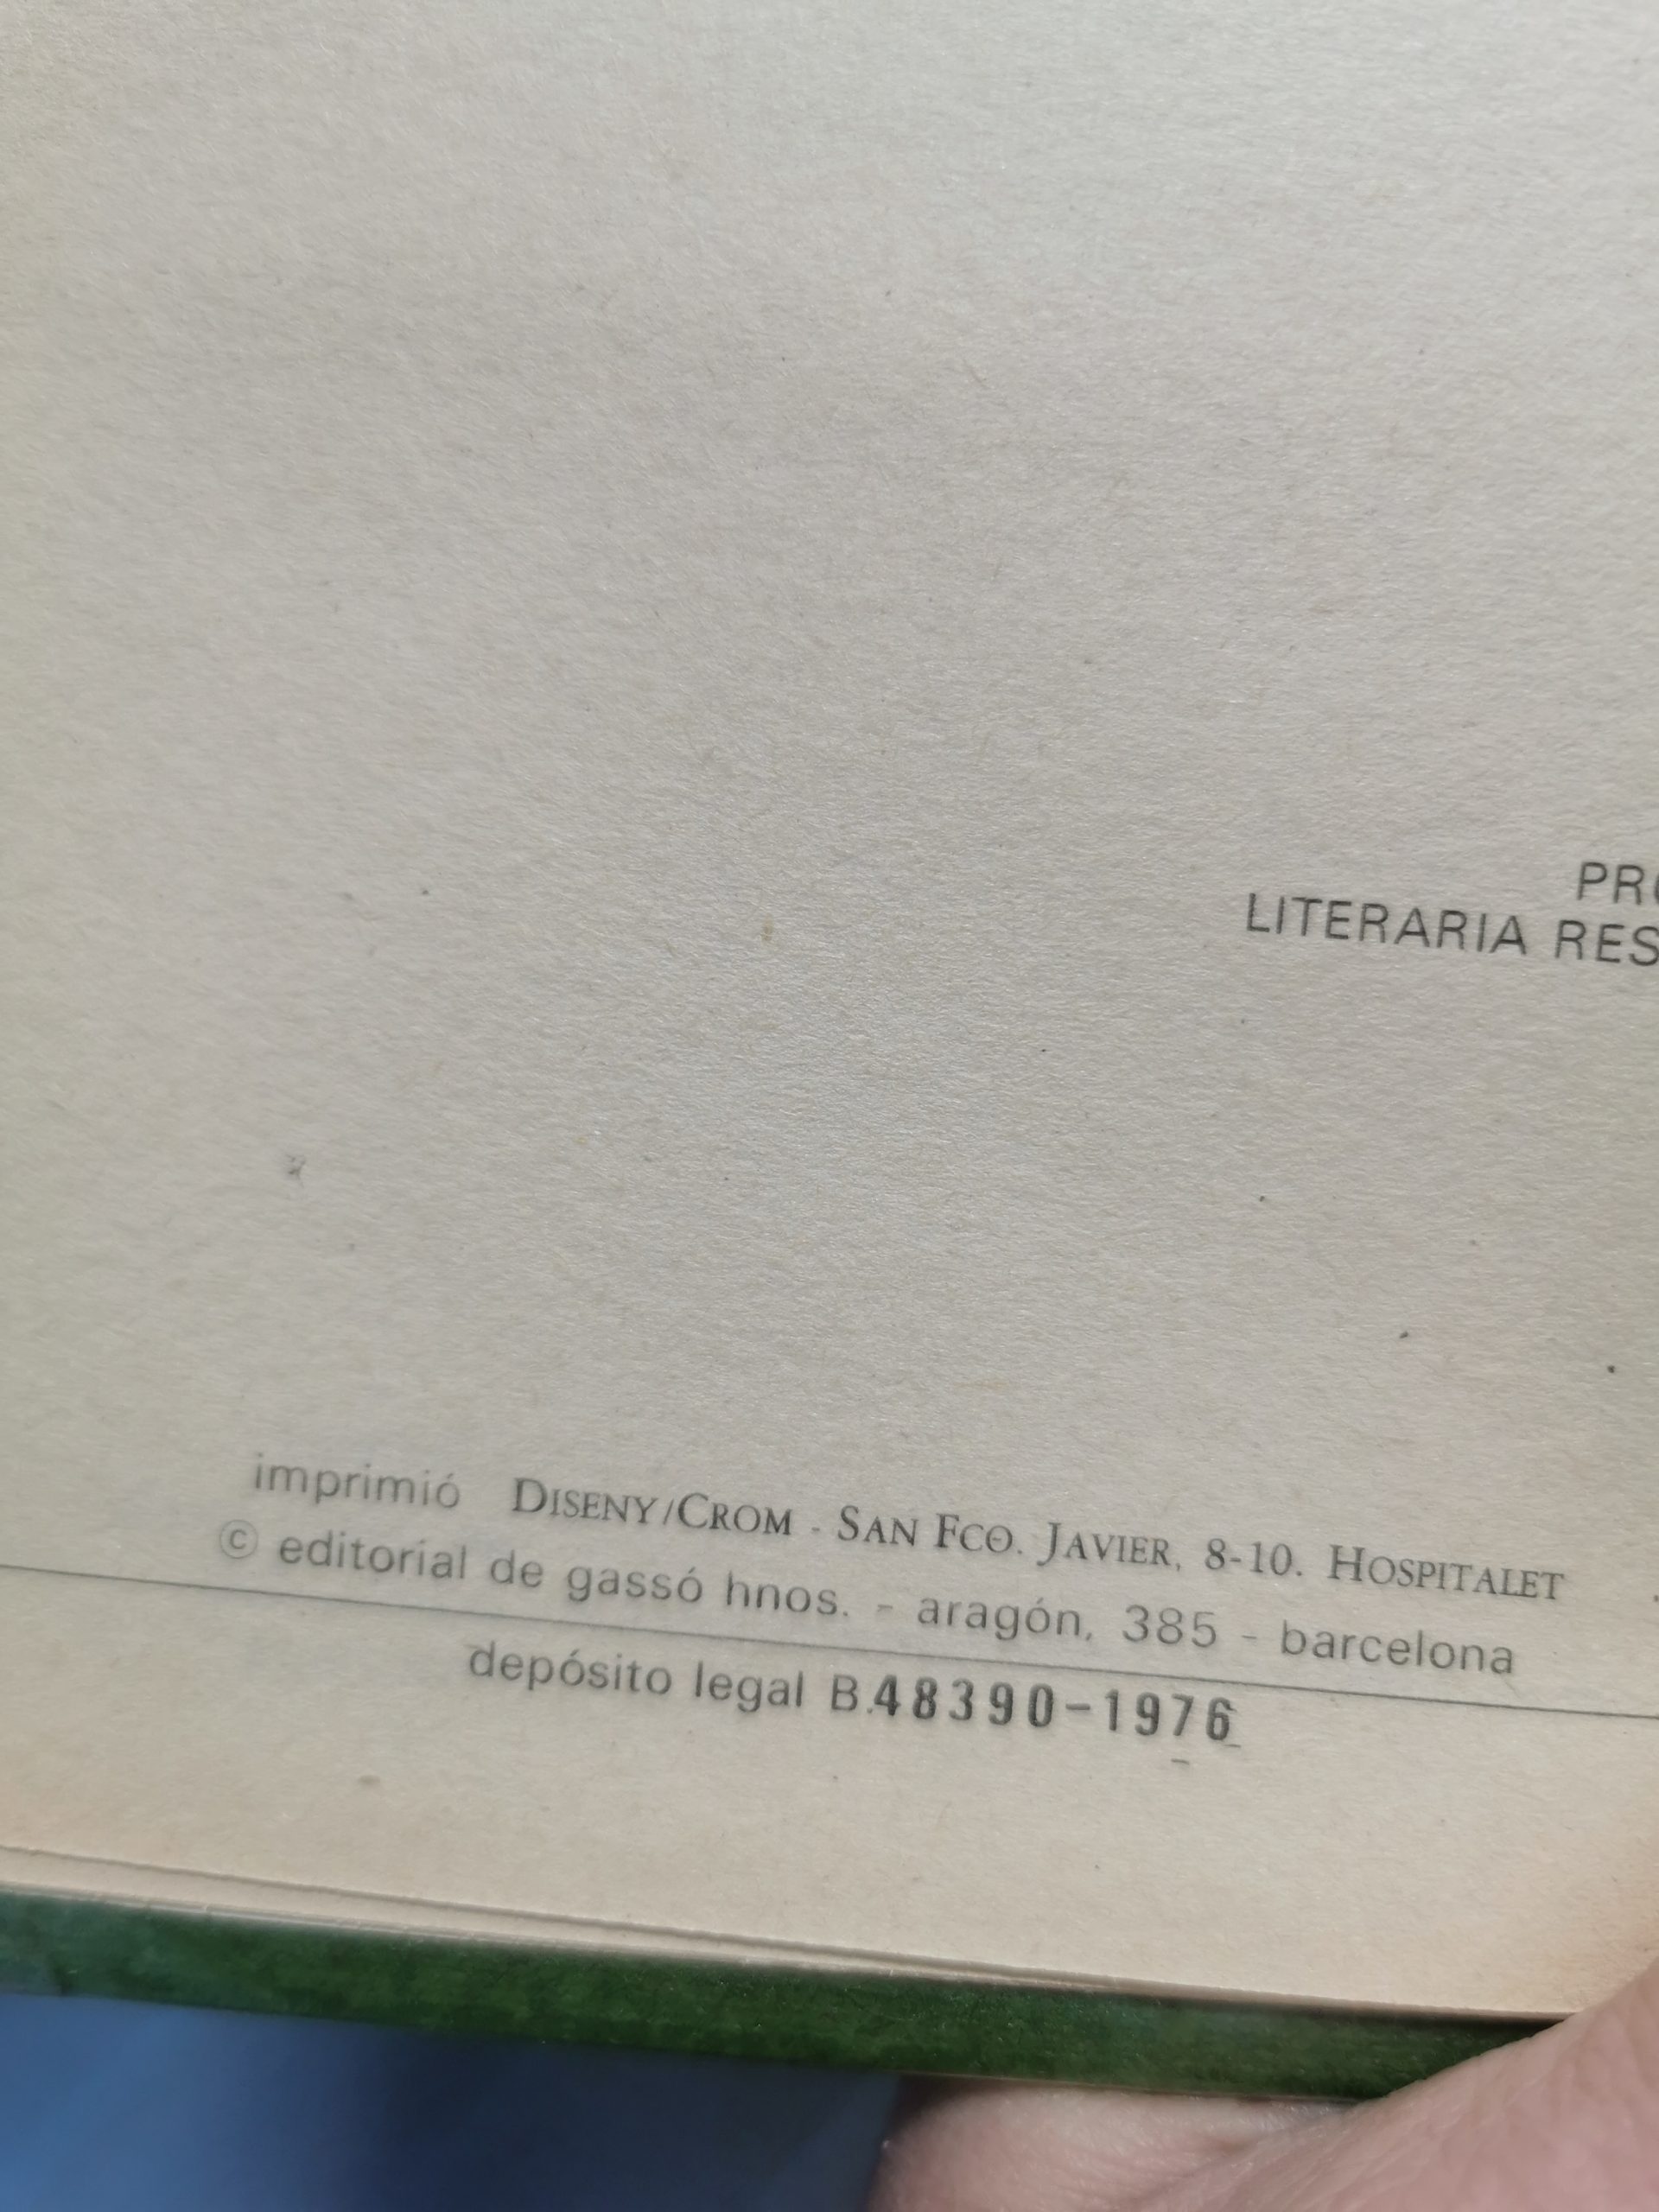 PRO
LITERARIA RES
imprimió DISENY/CROM - SAN FCO. JAVIER, 8-10. HOSPITALET
© editorial de gassó hnos. - aragón, 385 - barcelona
depósito legal B.48390-1976